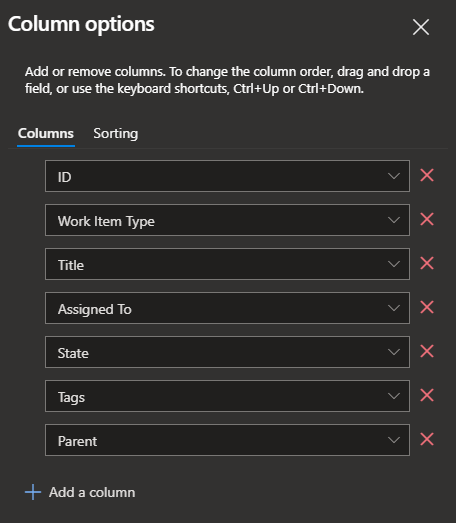 Column options
Add or remove columns. To change the column order, drag and drop a
field, or use the keyboard shortcuts, Ctrl+Up or Ctrl+Down.
Columns Sorting
ID
Work Item Type
Title
Assigned To
State
Tags
Parent
Add a column